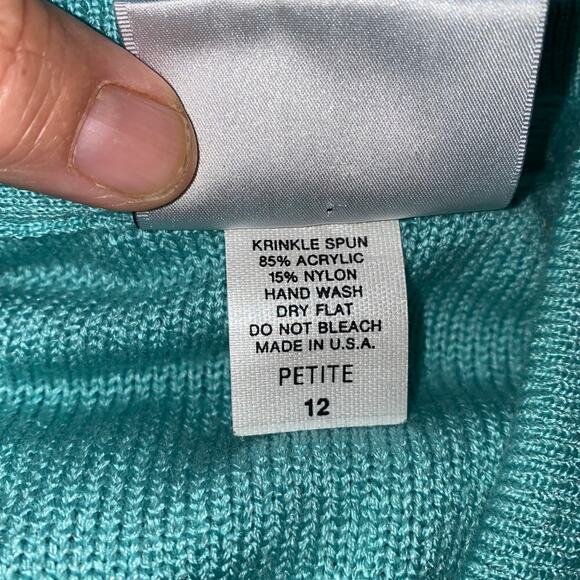 KRINKLE SPUN
85% ACRYLIC
15% NYLON
HAND WASH
DRY FLAT
DO NOT BLEACH
MADE IN U.S.A.
PETITE
12